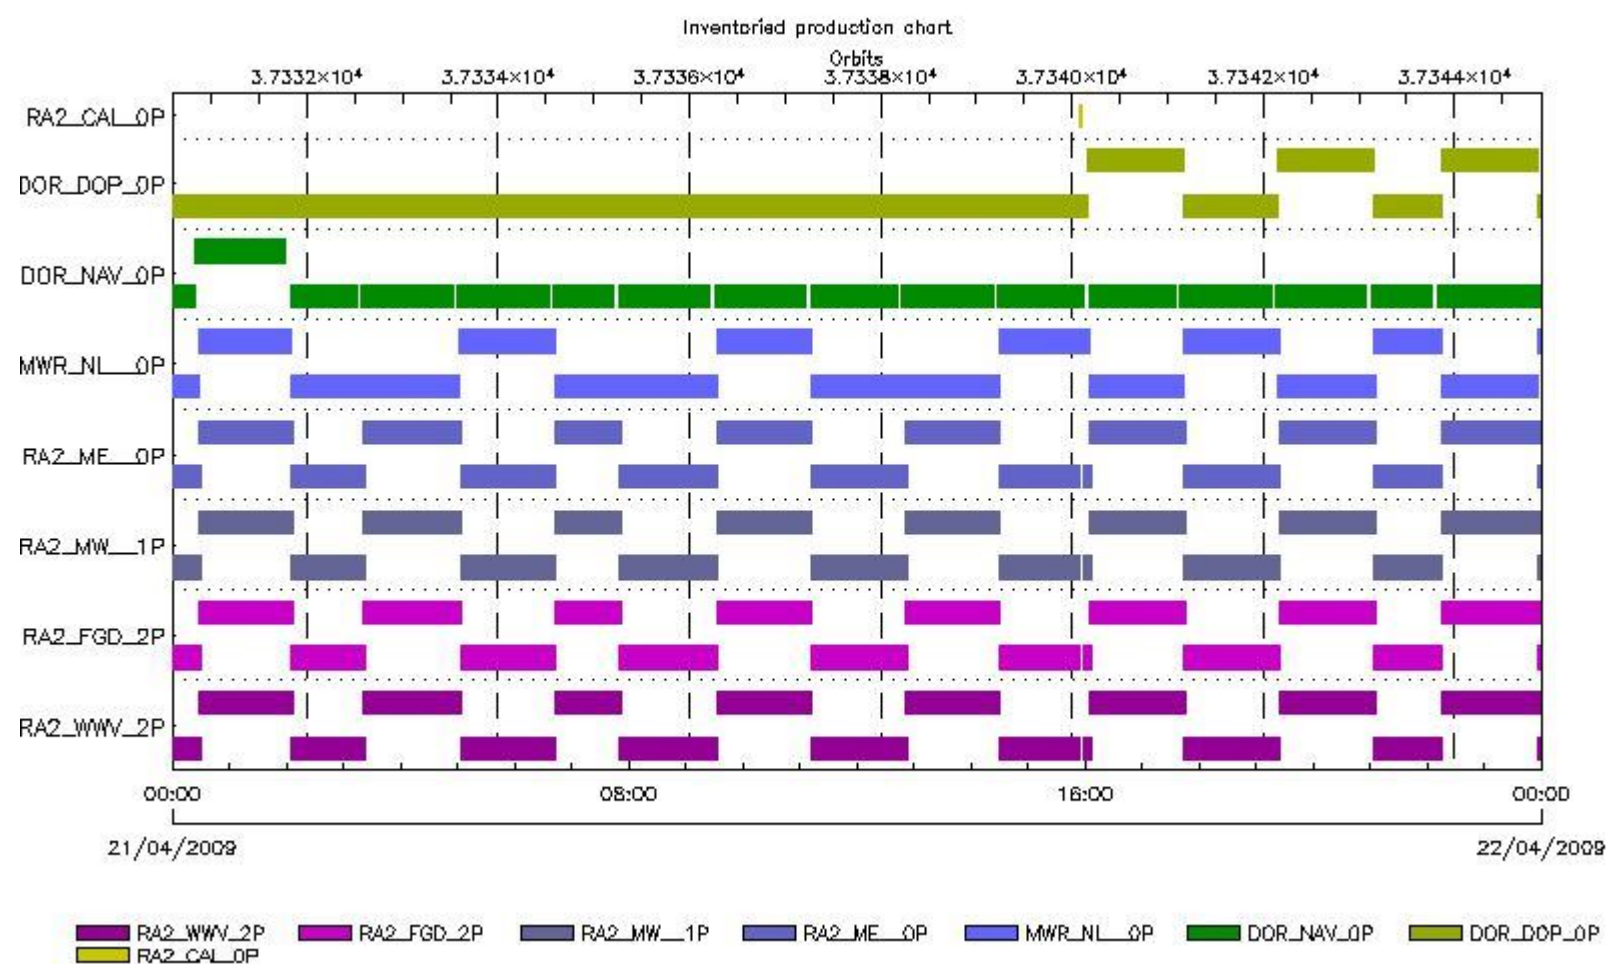 Inventoried production chart
Orbits
3.7332×10⁴ 3.7334×10⁴ 3.7336×10⁴ 3.7338×10⁴ 3.7340×10⁴ 3.7342×10⁴ 3.7344×10⁴
RA2_CAL_0P
DOR_DOP_0P
DOR_NAV_0P
MWR_NL__0P
RA2_ME__0P
RA2_MW__1P
RA2_FGD_2P
RA2_WWV_2P
00:00 08:00 16:00 00:00
21/04/2009 22/04/2009
RA2_WWV_2P RA2_FGD_2P RA2_MW__1P RA2_ME__0P MWR_NL__0P DOR_NAV_0P DOR_DOP_0P
RA2_CAL_0P